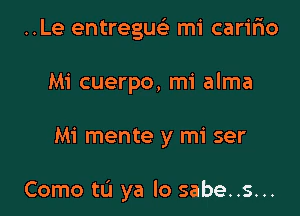 ..Le entregué mi cariño
Mi cuerpo, mi alma
Mi mente y mi ser
Como tú ya lo sabe..s...